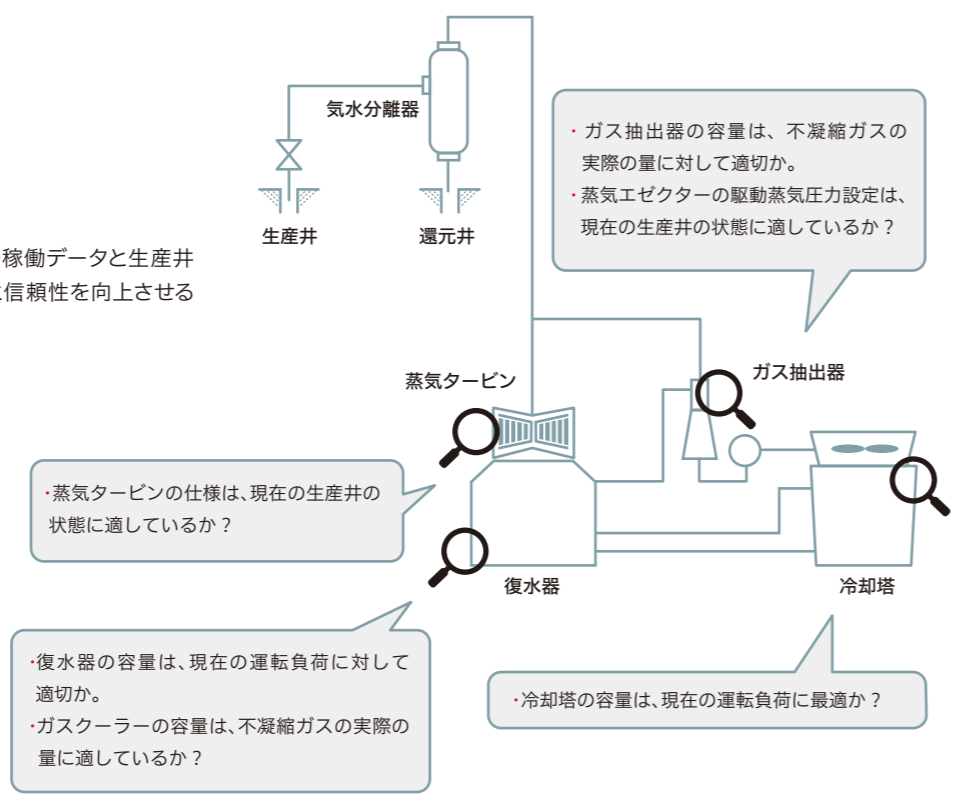 気水分離器
・ガス抽出器の容量は、不凝縮ガスの
実際の量に対して適切か。
・蒸気エゼクターの駆動蒸気圧力設定は、
現在の生産井の状態に適しているか?
生産井
還元井
稼働データと生産井
信頼性を向上させる
ガス抽出器
蒸気タービン
・蒸気タービンの仕様は、現在の生産井の
状態に適しているか?
復水器
冷却塔
・復水器の容量は、現在の運転負荷に対して
適切か。
・ガスクーラーの容量は、不凝縮ガスの実際の
量に適しているか?
・冷却塔の容量は、現在の運転負荷に最適か?